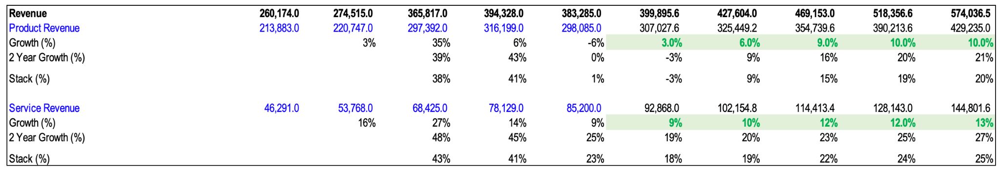 Revenue 260,174.0 274,515.0 365,817.0 394,328.0 383,285.0 399,895.6 427,604.0 469,153.0 518,356.6 574,036.5
Product Revenue 213,883.0 220,747.0 297,392.0 316,199.0 298,085.0 307,027.6 325,449.2 354,739.6 390,213.6 429,235.0
Growth (%) 3% 35% 6% -6% 3.0% 6.0% 9.0% 10.0% 10.0%
2 Year Growth (%) 39% 43% 0% -3% 9% 16% 20% 21%
Stack (%) 38% 41% 1% -3% 9% 15% 19% 20%
Service Revenue 46,291.0 53,768.0 68,425.0 78,129.0 85,200.0 92,868.0 102,154.8 114,413.4 128,143.0 144,801.6
Growth (%) 16% 27% 14% 9% 9% 10% 12% 12.0% 13%
2 Year Growth (%) 48% 45% 25% 19% 20% 23% 25% 27%
Stack (%) 43% 41% 23% 18% 19% 22% 24% 25%